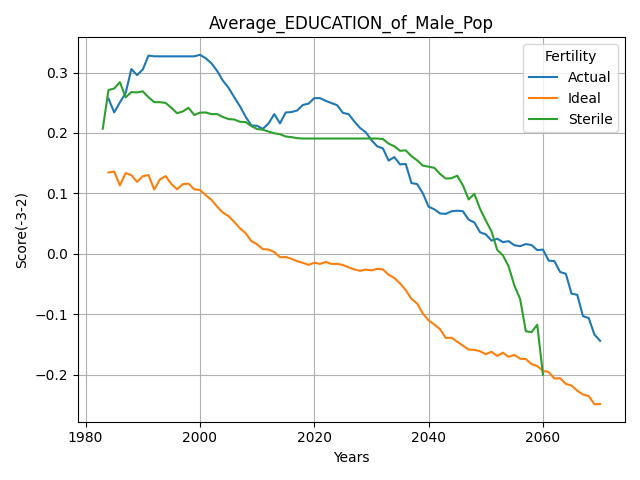 Average_EDUCATION_of_Male_Pop
Fertility
Actual
Ideal
Sterile
Score(-3-2)
0.3
0.2
0.1
0.0
−0.1
−0.2
1980 2000 2020 2040 2060
Years